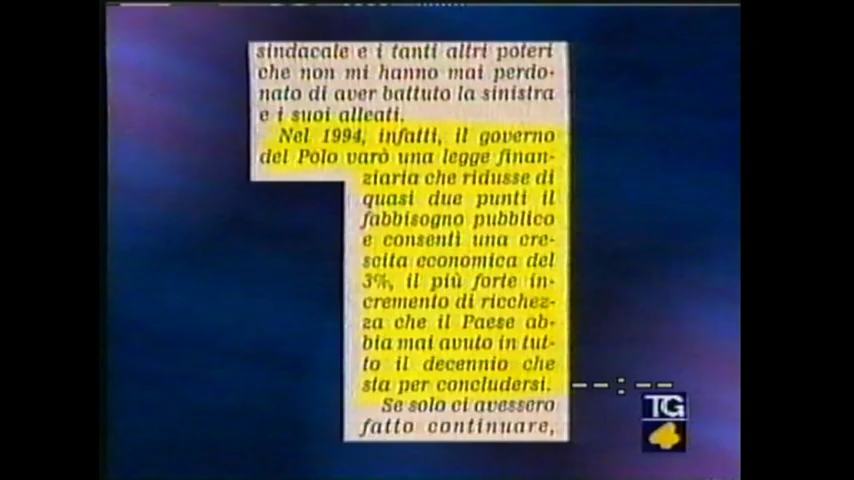 sindacale e i tanti altri poteri
che non mi hanno mai perdo-
nato di aver battuto la sinistra
e i suoi alleati.
Nel 1994, infatti, il governo
del Polo varò una legge finan-
ziaria che ridusse di
quasi due punti il
fabbisogno pubblico
e consentì una cre-
scita economica del
3%, il più forte in-
cremento di ricchez-
za che il Paese ab-
bia mai avuto in tut-
to il decennio che
sta per concludersi.
Se solo ci avessero
fatto continuare,
--:--
TG
4